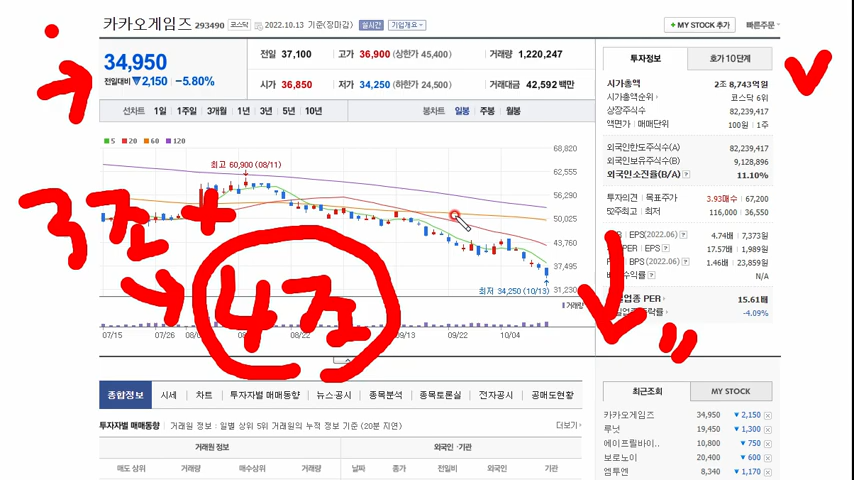 카카오게임즈 293490 코스닥 2022.10.13 기준(장마감) 실시간 기업개요
+ MY STOCK 추가 빠른주문
34,950
전일대비 ▼2,150 -5.80%
전일 37,100 고가 36,900 (상한가 45,400) 거래량 1,220,247
시가 36,850 저가 34,250 (하한가 24,500) 거래대금 42,592 백만
선차트 1일 1주일 3개월 1년 3년 5년 10년 봉차트 일봉 주봉 월봉
5 20 60 120
최고 60,900 (08/11)
68,820
62,555
56,290
50,025
43,760
37,495
31,230
최저 34,250 (10/13)
거래량
07/15 07/26 08/22 09/13 09/22 10/04
3조+
4조
투자정보 호가 10단계
시가총액 2조 8,743억원
시가총액순위 코스닥 6위
상장주식수 82,239,417
액면가 매매단위 100원 1주
외국인한도주식수(A) 82,239,417
외국인보유주식수(B) 9,128,896
외국인소진율(B/A) 11.10%
투자의견 목표주가 3.93매수 67,200
52주최고 최저 116,000 36,550
EPS(2022.06) 4.74배 7,373원
PER EPS 17.57배 1,989원
BPS (2022.06) 1.46배 23,859원
수익률 N/A
업종 PER 15.61배
-4.09%
종합정보 시세 차트 투자자별 매매동향 뉴스·공시 종목분석 종목토론실 전자공시 공매도현황
투자자별 매매동향 거래원 정보 : 일별 상위 5위 거래원의 누적 정보 (20분 지연) 더보기
거래원 정보 외국인·기관
매도 상위 거래량 매수상위 거래량 날짜 종가 전일비 외국인 기관
최근조회 MY STOCK
카카오게임즈 34,950 ▼ 2,150
루닛 19,450 ▼ 1,300
에이프릴바이.. 10,800 ▼ 750
보로노이 20,400 ▼ 600
엠투엔 8,340 ▼ 1,170